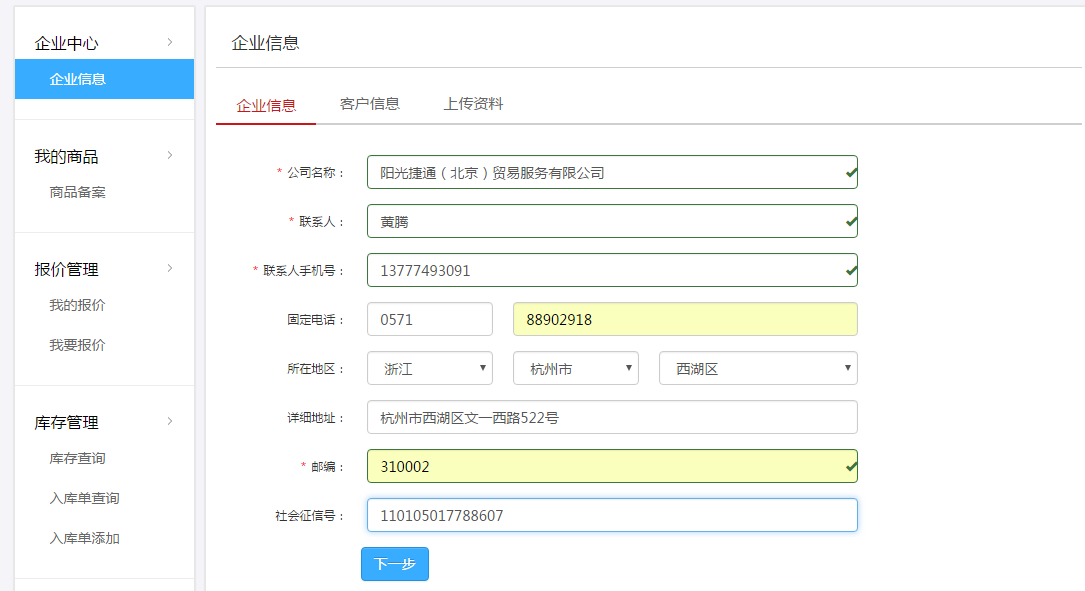 企业中心
企业信息
我的商品
商品备案
报价管理
我的报价
我要报价
库存管理
库存查询
入库单查询
入库单添加
企业信息
企业信息 客户信息 上传资料
* 公司名称： 阳光捷通（北京）贸易服务有限公司
* 联系人： 黄腾
* 联系人手机号： 13777493091
固定电话： 0571 88902918
所在地区： 浙江 杭州市 西湖区
详细地址： 杭州市西湖区文一西路522号
* 邮编： 310002
社会征信号： 110105017788607
下一步